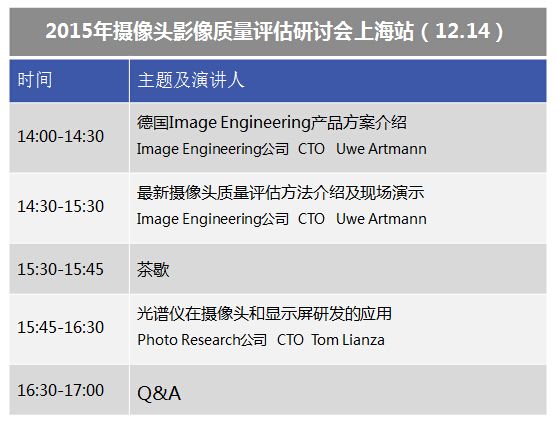 2015年摄像头影像质量评估研讨会上海站（12.14）
时间 主题及演讲人
14:00-14:30 德国Image Engineering产品方案介绍
Image Engineering公司 CTO Uwe Artmann
14:30-15:30 最新摄像头质量评估方法介绍及现场演示
Image Engineering公司 CTO Uwe Artmann
15:30-15:45 茶歇
15:45-16:30 光谱仪在摄像头和显示屏研发的应用
Photo Research公司 CTO Tom Lianza
16:30-17:00 Q&A